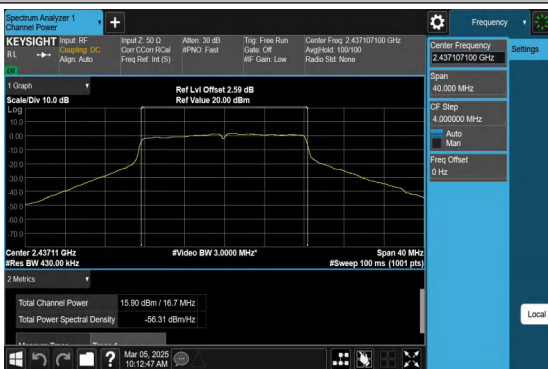 Spectrum Analyzer 1
Channel Power
Frequency
KEYSIGHT
RL
Input: RF
Coupling: DC
Align: Auto
Input Z: 50 Ω
Corr CCorr RCal
Freq Ref: Int (S)
Atten: 30 dB
#PNO: Fast
Trig: Free Run
Gate: Off
#IF Gain: Low
Center Freq: 2.437107100 GHz
Avg|Hold: 100/100
Radio Std: None
Center Frequency
2.437107100 GHz
Settings
Span
40.000 MHz
CF Step
4.000000 MHz
Auto
Man
Freq Offset
0 Hz
1 Graph
Scale/Div 10.0 dB
Ref Lvl Offset 2.59 dB
Ref Value 20.00 dBm
Log
10.0
0.00
-10.0
-20.0
-30.0
-40.0
-50.0
-60.0
-70.0
Center 2.43711 GHz
#Res BW 430.00 kHz
#Video BW 3.0000 MHz*
Span 40 MHz
#Sweep 100 ms (1001 pts)
2 Metrics
Total Channel Power 15.90 dBm / 16.7 MHz
Total Power Spectral Density -56.31 dBm/Hz
Local
?
Mar 05, 2025
10:12:47 AM